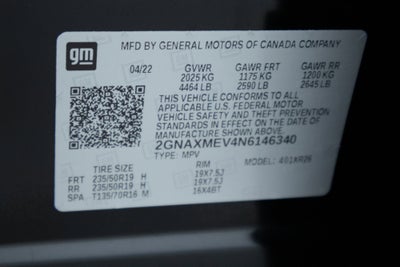 gm
MFD BY GENERAL MOTORS OF CANADA COMPANY
04/22 GVWR GAWR FRT GAWR RR
2025 KG 1175 KG 1200 KG
4464 LB 2590 LB 2645 LB
THIS VEHICLE CONFORMS TO ALL
APPLICABLE U.S. FEDERAL MOTOR
VEHICLE SAFETY AND THEFT PREVENTION
STANDARDS IN EFFECT ON THE DATE OF
MANUFACTURE SHOWN ABOVE.
2GNAXMEV4N6146340
TYPE: MPV MODEL: 401XR26
TIRE SIZE RIM
FRT 235/50R19 H 19X7.5J
RR 235/50R19 H 19X7.5J
SPA T135/70R16 M 16X4BT